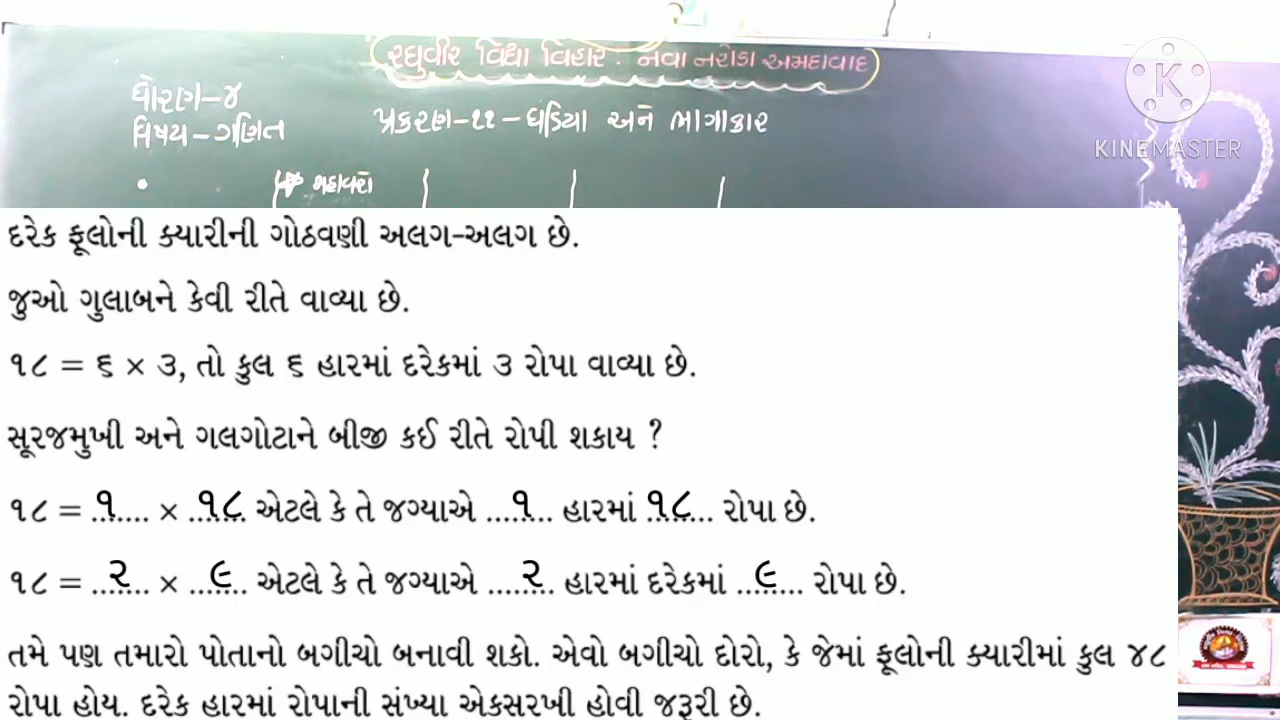 રઘુવીર વિદ્યા વિહાર : નવા નરોડા અમદાવાદ
ધોરણ-૪
વિષય-ગણિત
પ્રકરણ-૧૧-ઘડિયા અને ભાગાકાર
K
KINEMASTER
મહાવરો
દરેક ફૂલોની ક્યારીની ગોઠવણી અલગ-અલગ છે.
જુઓ ગુલાબને કેવી રીતે વાવ્યા છે.
૧૮ = ૬ × ૩, તો કુલ ૬ હારમાં દરેકમાં ૩ રોપા વાવ્યા છે.
સૂરજમુખી અને ગલગોટાને બીજી કઈ રીતે રોપી શકાય ?
૧૮ = ..૧.. × ..૧૮.. એટલે કે તે જગ્યાએ ...૧... હારમાં ..૧૮... રોપા છે.
૧૮ = ...૨... × ...૯... એટલે કે તે જગ્યાએ ....૨... હારમાં દરેકમાં ...૯.... રોપા છે.
તમે પણ તમારો પોતાનો બગીચો બનાવી શકો. એવો બગીચો દોરો, કે જેમાં ફૂલોની ક્યારીમાં કુલ ૪૮
રોપા હોય. દરેક હારમાં રોપાની સંખ્યા એકસરખી હોવી જરૂરી છે.